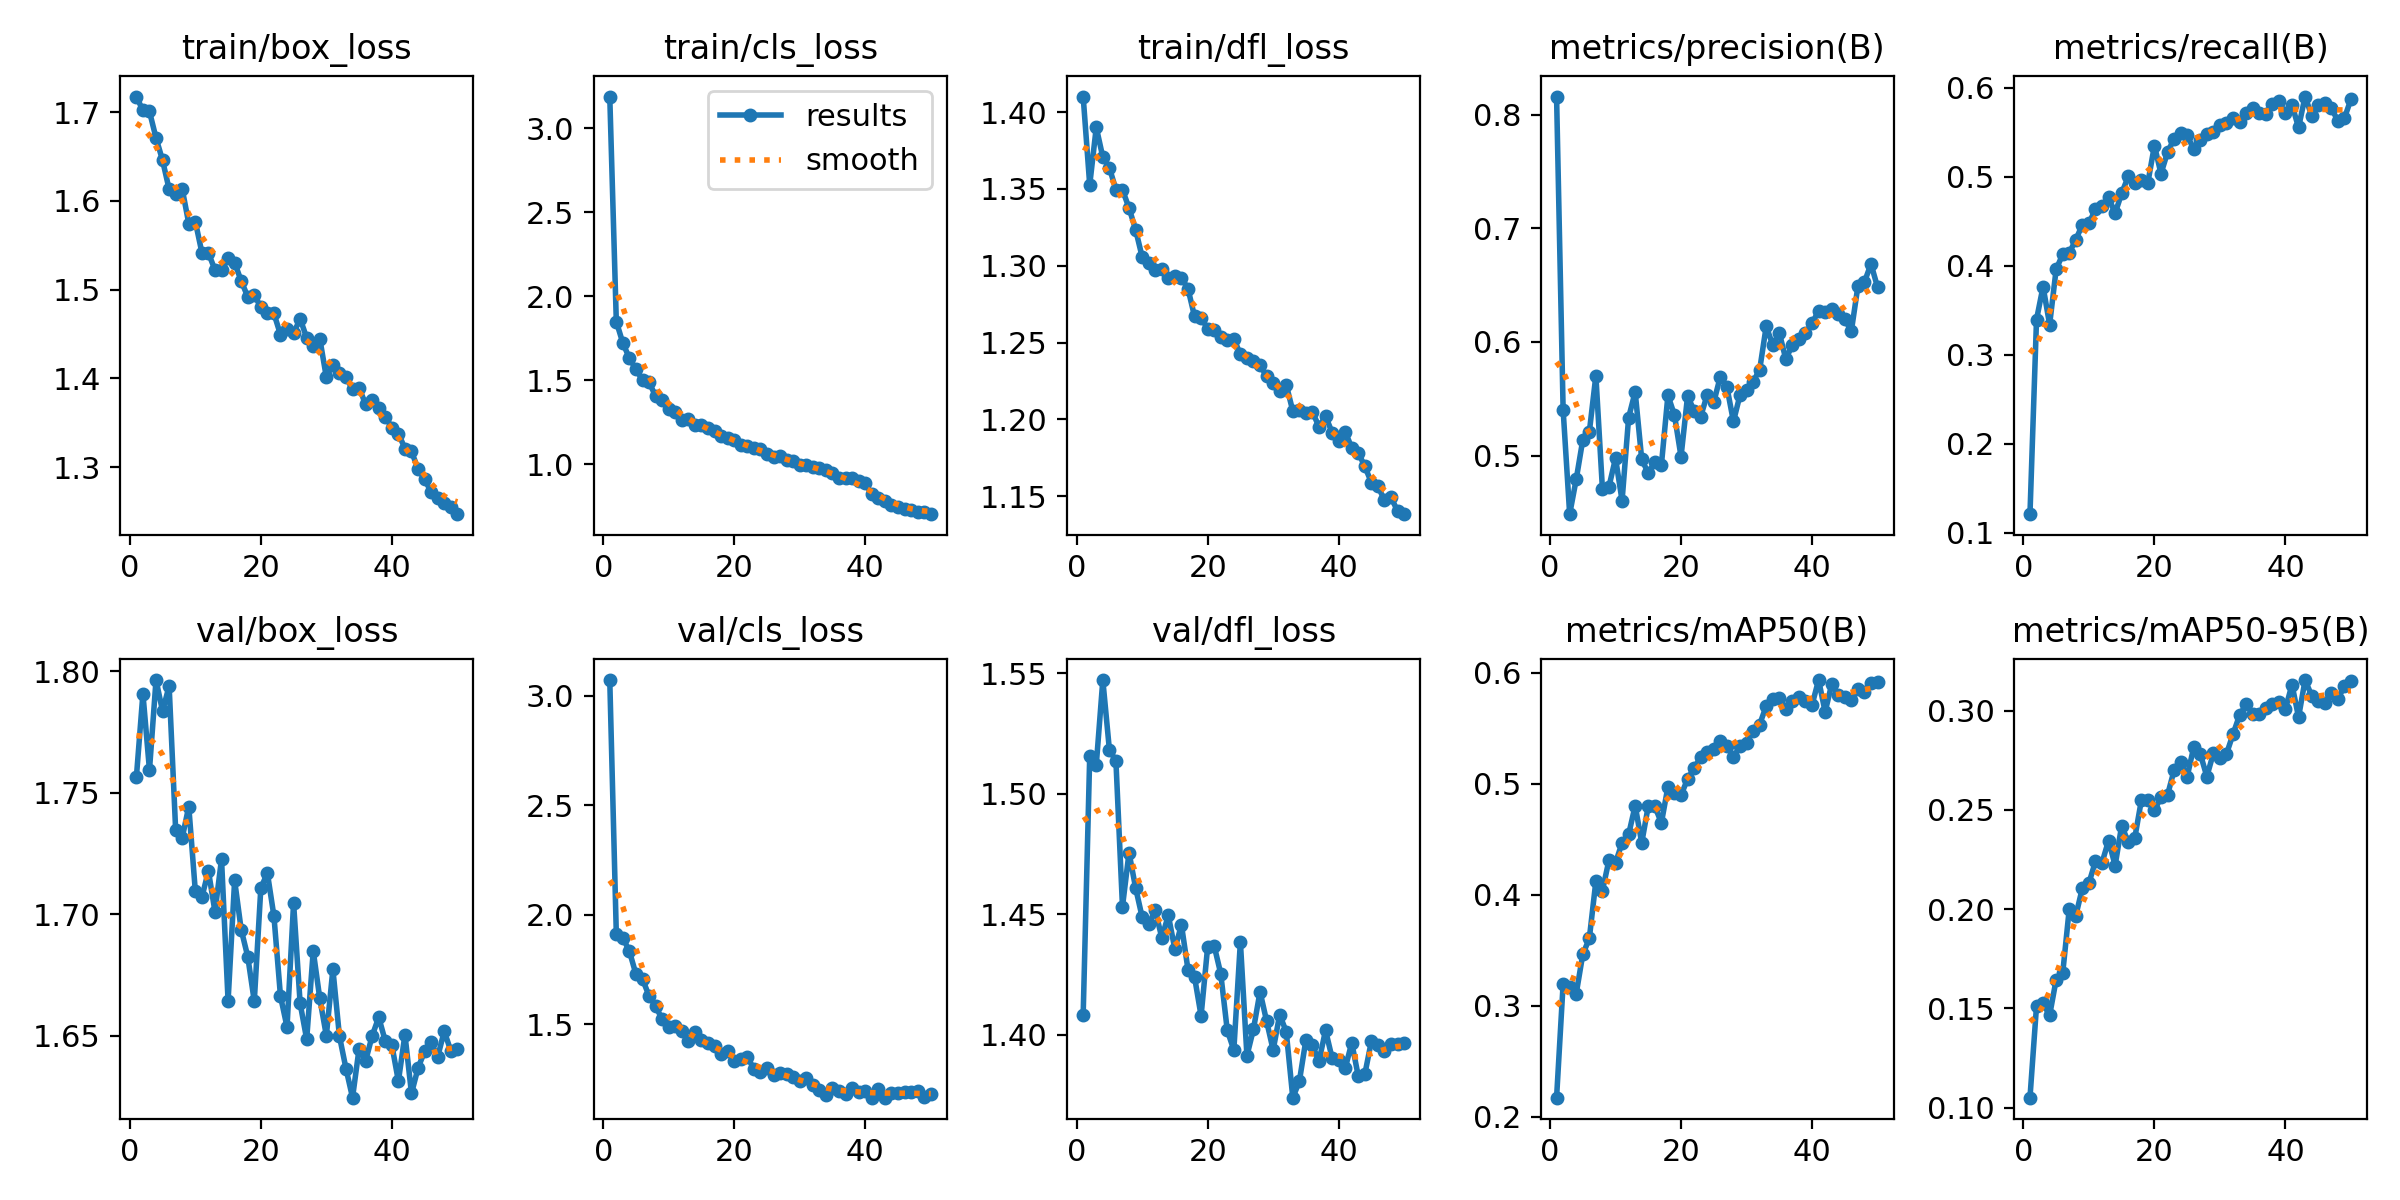 train/box_loss
1.7
1.6
1.5
1.4
1.3
0 20 40
train/cls_loss
results
smooth
3.0
2.5
2.0
1.5
1.0
0 20 40
train/dfl_loss
1.40
1.35
1.30
1.25
1.20
1.15
0 20 40
metrics/precision(B)
0.8
0.7
0.6
0.5
0 20 40
metrics/recall(B)
0.6
0.5
0.4
0.3
0.2
0.1
0 20 40
val/box_loss
1.80
1.75
1.70
1.65
0 20 40
val/cls_loss
3.0
2.5
2.0
1.5
0 20 40
val/dfl_loss
1.55
1.50
1.45
1.40
0 20 40
metrics/mAP50(B)
0.6
0.5
0.4
0.3
0.2
0 20 40
metrics/mAP50-95(B)
0.30
0.25
0.20
0.15
0.10
0 20 40